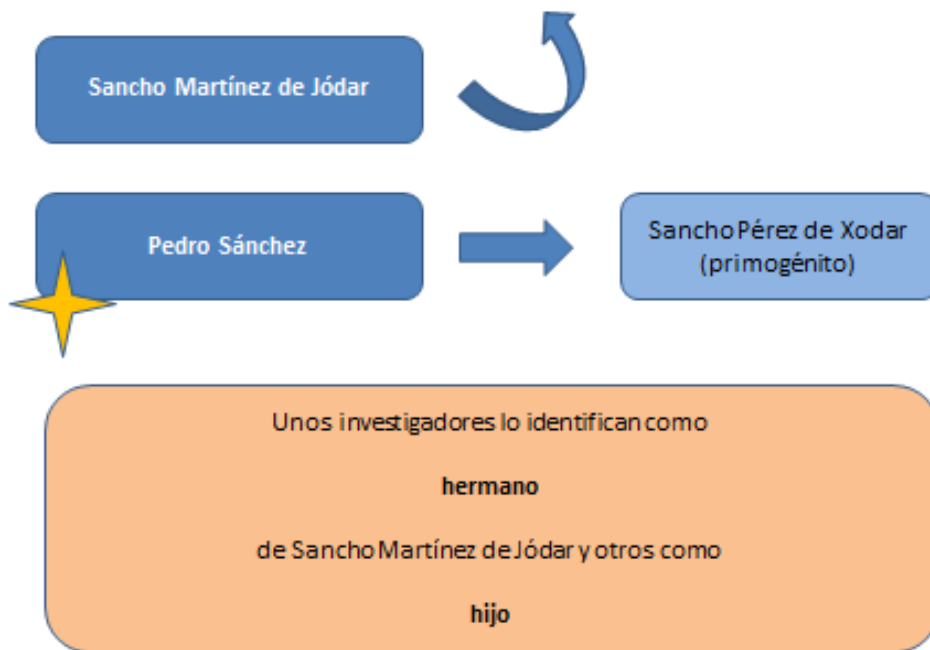 Sancho Martínez de Jódar
Pedro Sánchez
Sancho Pérez de Xodar
(primogénito)
Unos investigadores lo identifican como
hermano
de Sancho Martínez de Jódar y otros como
hijo